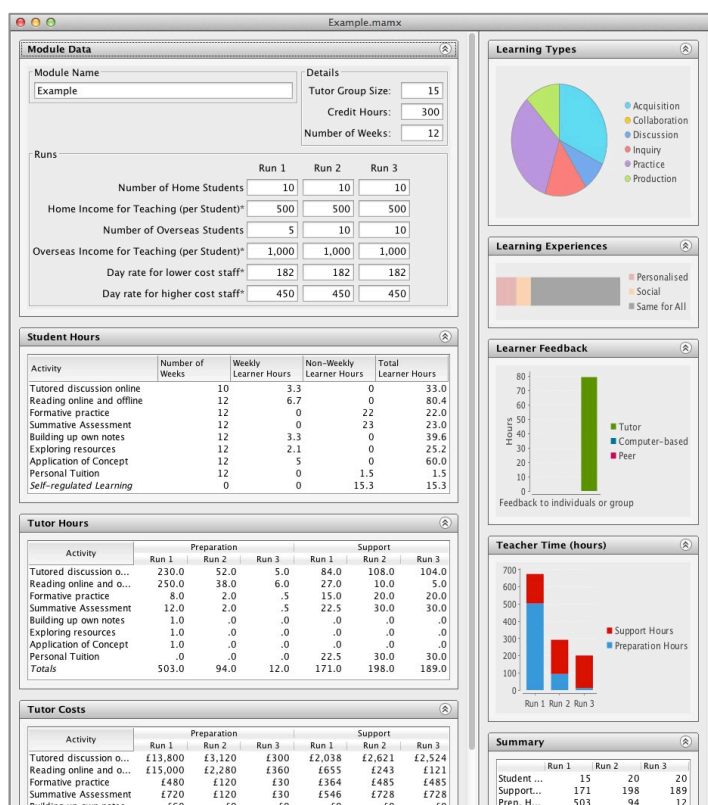 Example.mamx
Module Data
Module Name
Example
Details
Tutor Group Size: 15
Credit Hours: 300
Number of Weeks: 12
Runs
Run 1 Run 2 Run 3
Number of Home Students 10 10 10
Home Income for Teaching (per Student)* 500 500 500
Number of Overseas Students 5 10 10
Overseas Income for Teaching (per Student)* 1,000 1,000 1,000
Day rate for lower cost staff* 182 182 182
Day rate for higher cost staff* 450 450 450
Student Hours
Activity Number of Weeks Weekly Learner Hours Non-Weekly Learner Hours Total Learner Hours
Tutored discussion online 10 3.3 0 33.0
Reading online and offline 12 6.7 0 80.4
Formative practice 12 0 22 22.0
Summative Assessment 12 0 23 23.0
Building up own notes 12 3.3 0 39.6
Exploring resources 12 2.1 0 25.2
Application of Concept 12 5 0 60.0
Personal Tuition 12 0 1.5 1.5
Self-regulated Learning 0 0 15.3 15.3
Tutor Hours
Activity Preparation Support
Run 1 Run 2 Run 3 Run 1 Run 2 Run 3
Tutored discussion o... 230.0 52.0 5.0 84.0 108.0 104.0
Reading online and o... 250.0 38.0 6.0 27.0 10.0 5.0
Formative practice 8.0 2.0 .5 15.0 20.0 20.0
Summative Assessment 12.0 2.0 .5 22.5 30.0 30.0
Building up own notes 1.0 .0 .0 .0 .0 .0
Exploring resources 1.0 .0 .0 .0 .0 .0
Application of Concept 1.0 .0 .0 .0 .0 .0
Personal Tuition .0 .0 .0 22.5 30.0 30.0
Totals 503.0 94.0 12.0 171.0 198.0 189.0
Tutor Costs
Activity Preparation Support
Run 1 Run 2 Run 3 Run 1 Run 2 Run 3
Tutored discussion o... £13,800 £3,120 £300 £2,038 £2,621 £2,524
Reading online and o... £15,000 £2,280 £360 £655 £243 £121
Formative practice £480 £120 £30 £364 £485 £485
Summative Assessment £720 £120 £30 £546 £728 £728
Learning Types
Acquisition
Collaboration
Discussion
Inquiry
Practice
Production
Learning Experiences
Personalised
Social
Same for All
Learner Feedback
Hours
80
70
60
50
40
30
20
10
0
Tutor
Computer-based
Peer
Feedback to individuals or group
Teacher Time (hours)
700
600
500
400
300
200
100
0
Support Hours
Preparation Hours
Run 1 Run 2 Run 3
Summary
Run 1 Run 2 Run 3
Student ... 15 20 20
Support... 171 198 189
Prep. H... 503 94 12